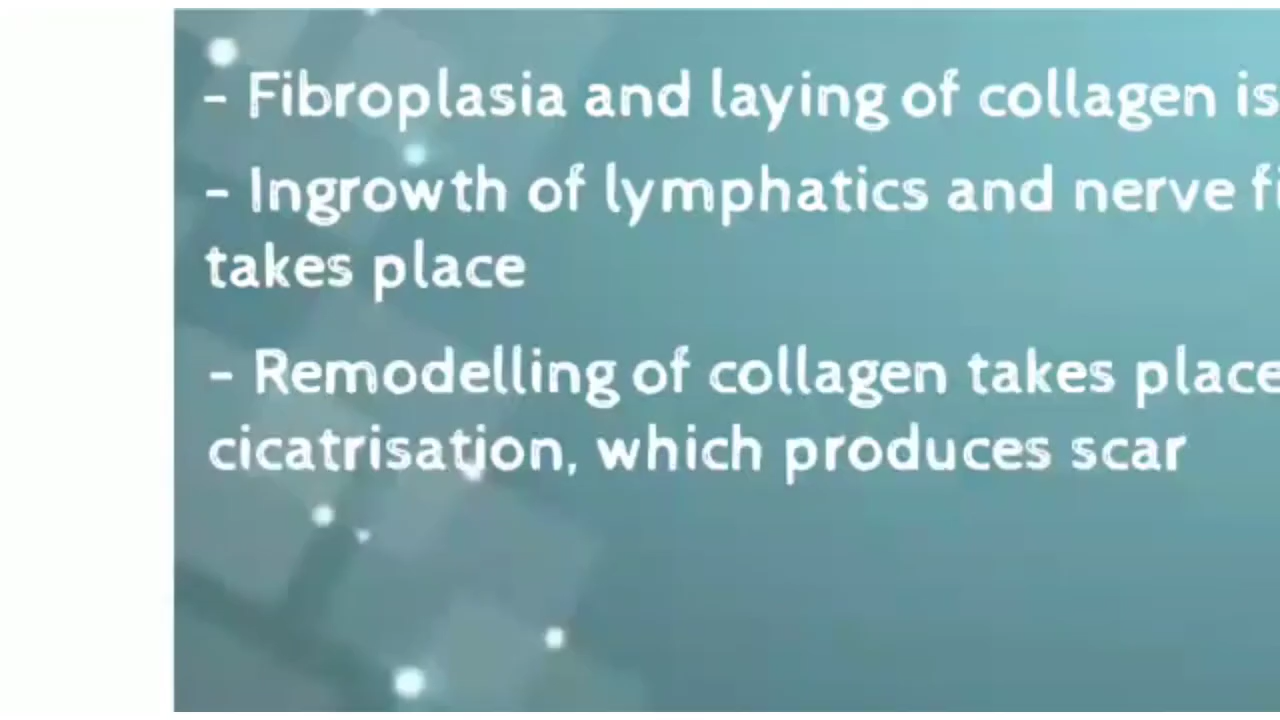 - Fibroplasia and laying of collagen is
- Ingrowth of lymphatics and nerve
takes place
- Remodelling of collagen takes place
cicatrisation, which produces scar